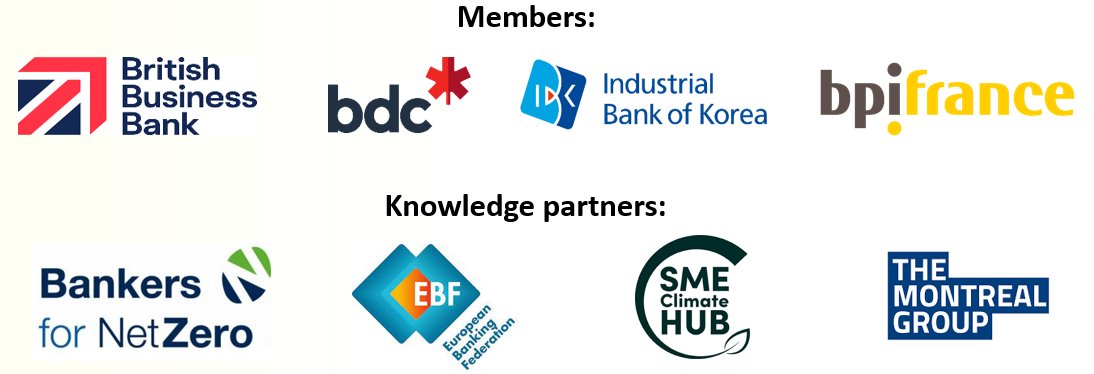 Members:
British
Business
Bank
bdc
IBK
Industrial
Bank of Korea
bpifrance
Knowledge partners:
Bankers
for NetZero
EBF
European
Banking
Federation
SME
Climate
HUB
THE
MONTREAL
GROUP